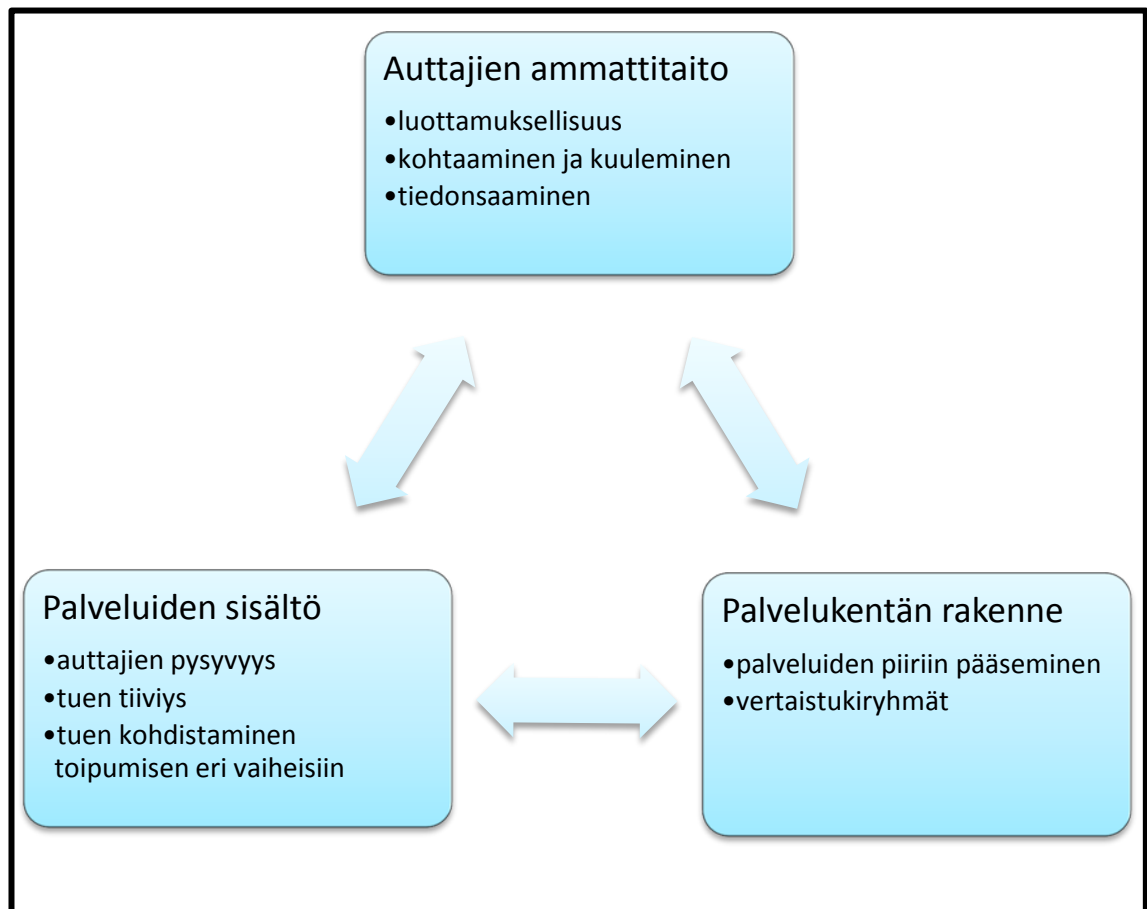 Auttajien ammattitaito
•luottamuksellisuus
•kohtaaminen ja kuuleminen
•tiedonsaaminen
Palveluiden sisältö
•auttajien pysyvyys
•tuen tiiviys
•tuen kohdistaminen
toipumisen eri vaiheisiin
Palvelukentän rakenne
•palveluiden piiriin pääseminen
•vertaistukiryhmät